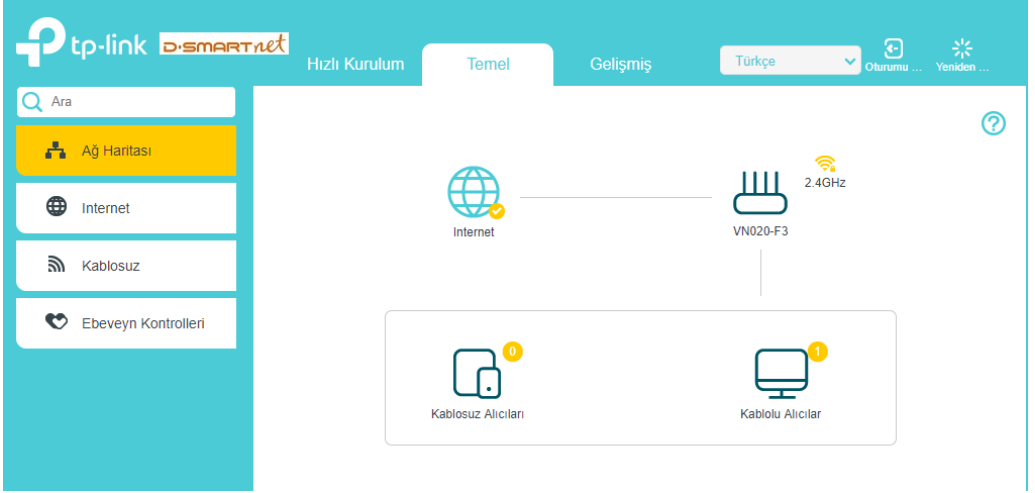 tp-link D-SMARTnet
Hızlı Kurulum
Temel
Gelişmiş
Türkçe
Oturumu ...
Yeniden ...
Ara
Ağ Haritası
Internet
Kablosuz
Ebeveyn Kontrolleri
2.4GHz
Internet
VN020-F3
0
1
Kablosuz Alıcıları
Kablolu Alıcılar